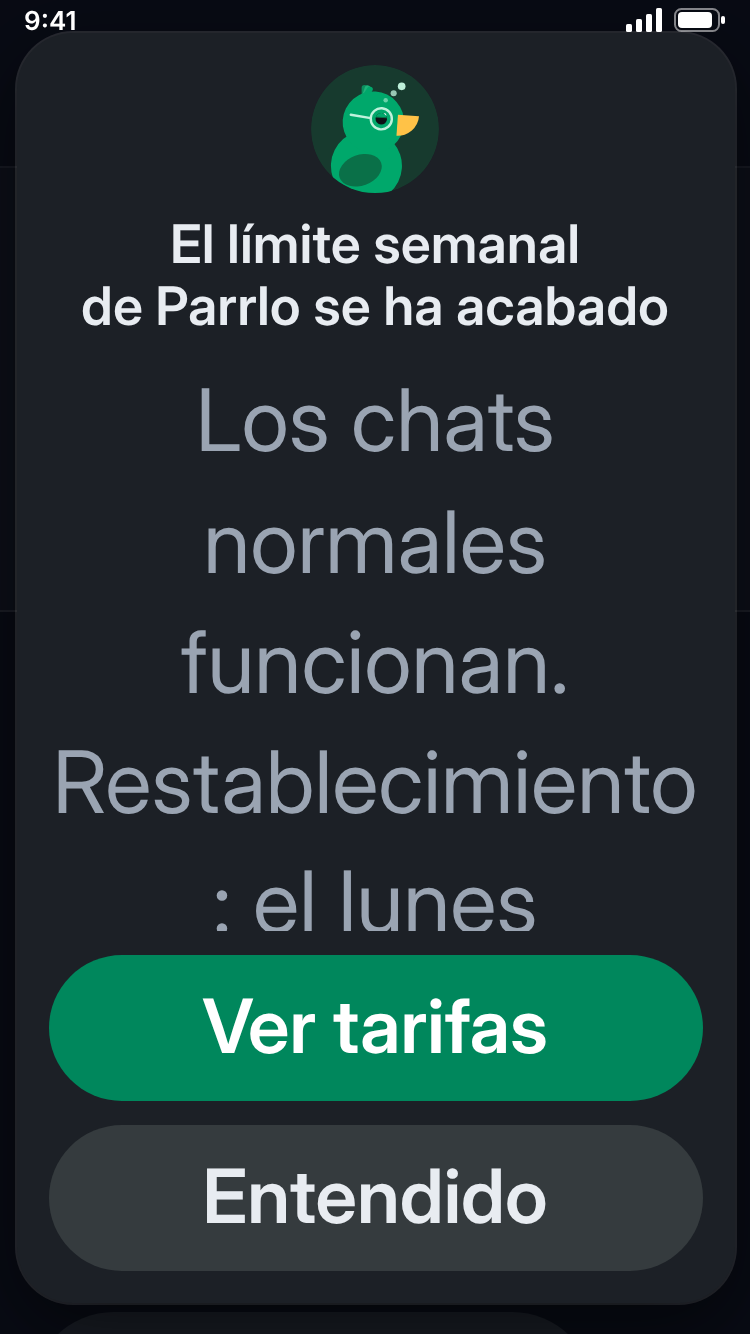 9:41
El límite semanal
de Parrlo se ha acabado
Los chats
normales
funcionan.
Restablecimiento
: el lunes
Ver tarifas
Entendido